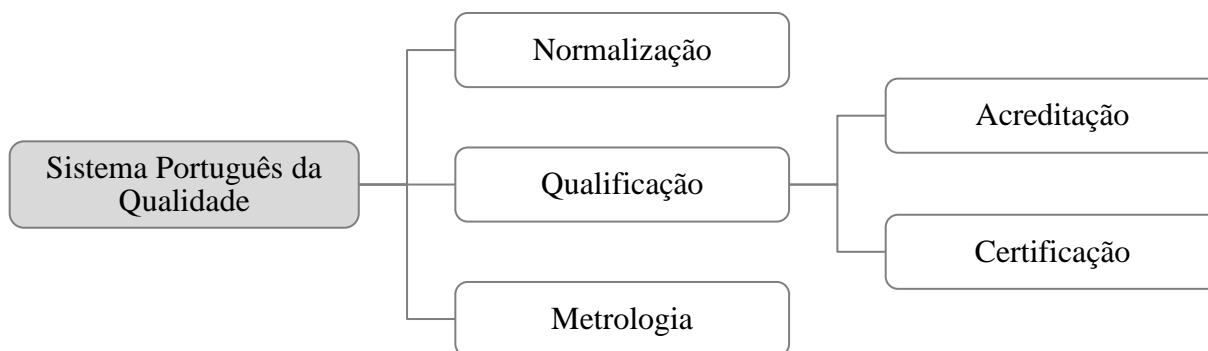 Normalização
Acreditação
Sistema Português da
Qualidade
Qualificação
Certificação
Metrologia